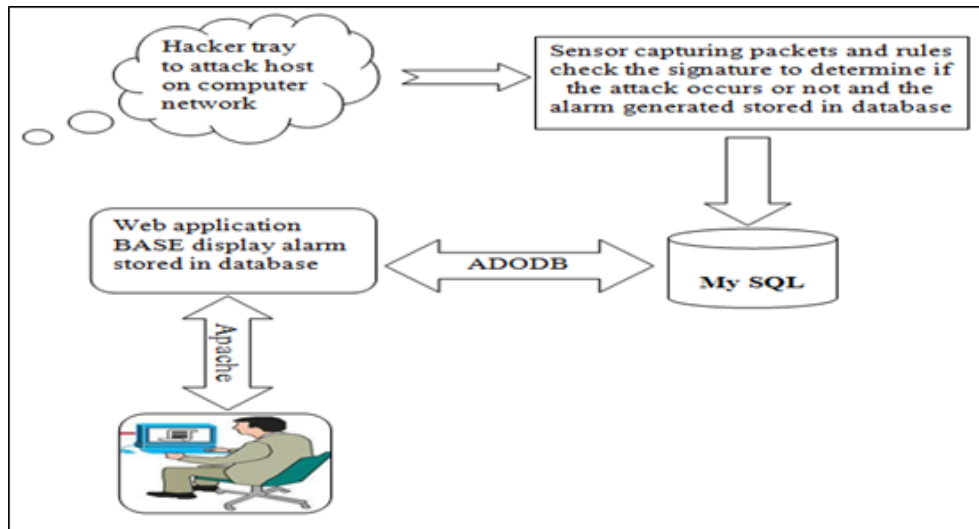 Hacker tray
to attack host
on computer
network
Sensor capturing packets and rules
check the signature to determine if
the attack occurs or not and the
alarm generated stored in database
Web application
BASE display alarm
stored in database
ADODB
My SQL
Apache